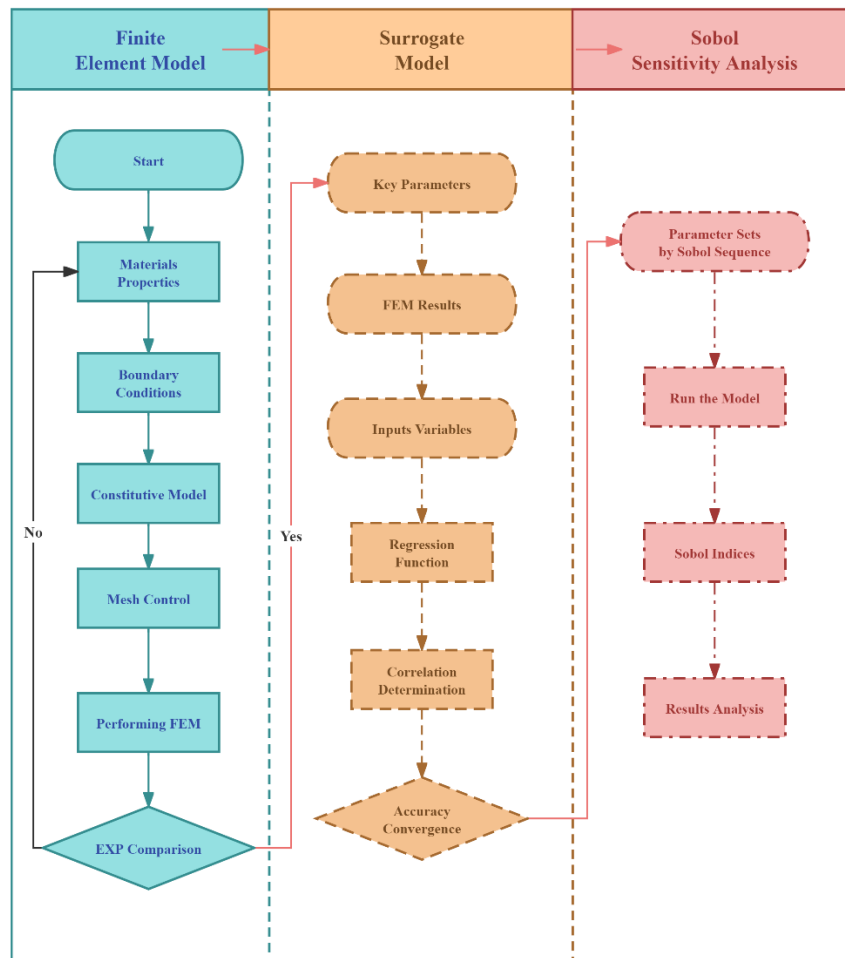 Finite
Element Model
Surrogate
Model
Sobol
Sensitivity Analysis
Start
Materials
Properties
Boundary
Conditions
Constitutive Model
Mesh Control
Performing FEM
EXP Comparison
No
Yes
Key Parameters
FEM Results
Inputs Variables
Regression
Function
Correlation
Determination
Accuracy
Convergence
Parameter Sets
by Sobol Sequence
Run the Model
Sobol Indices
Results Analysis